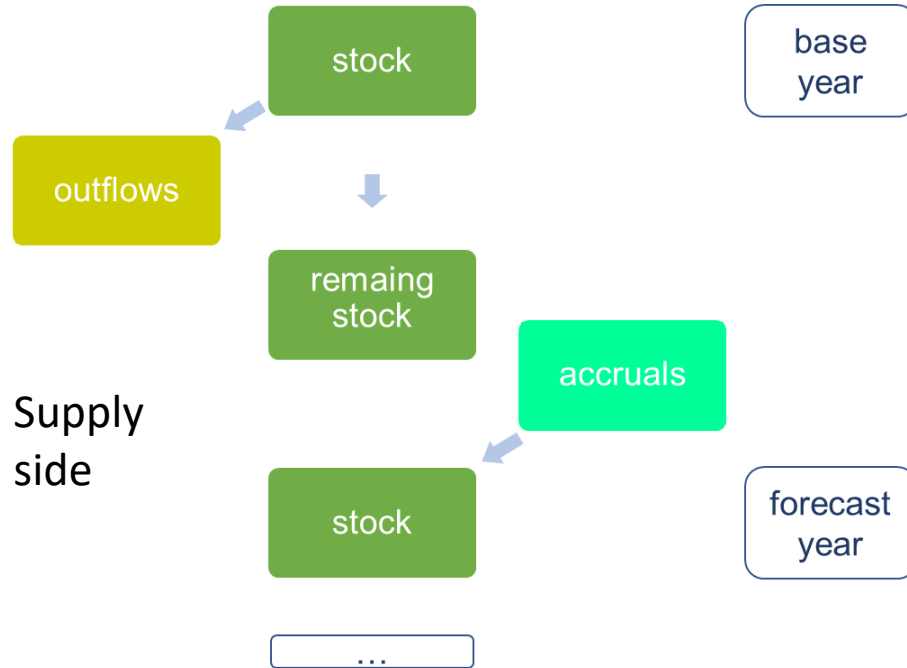 stock
base
year
outflows
remaing
stock
accruals
Supply
side
stock
forecast
year
...